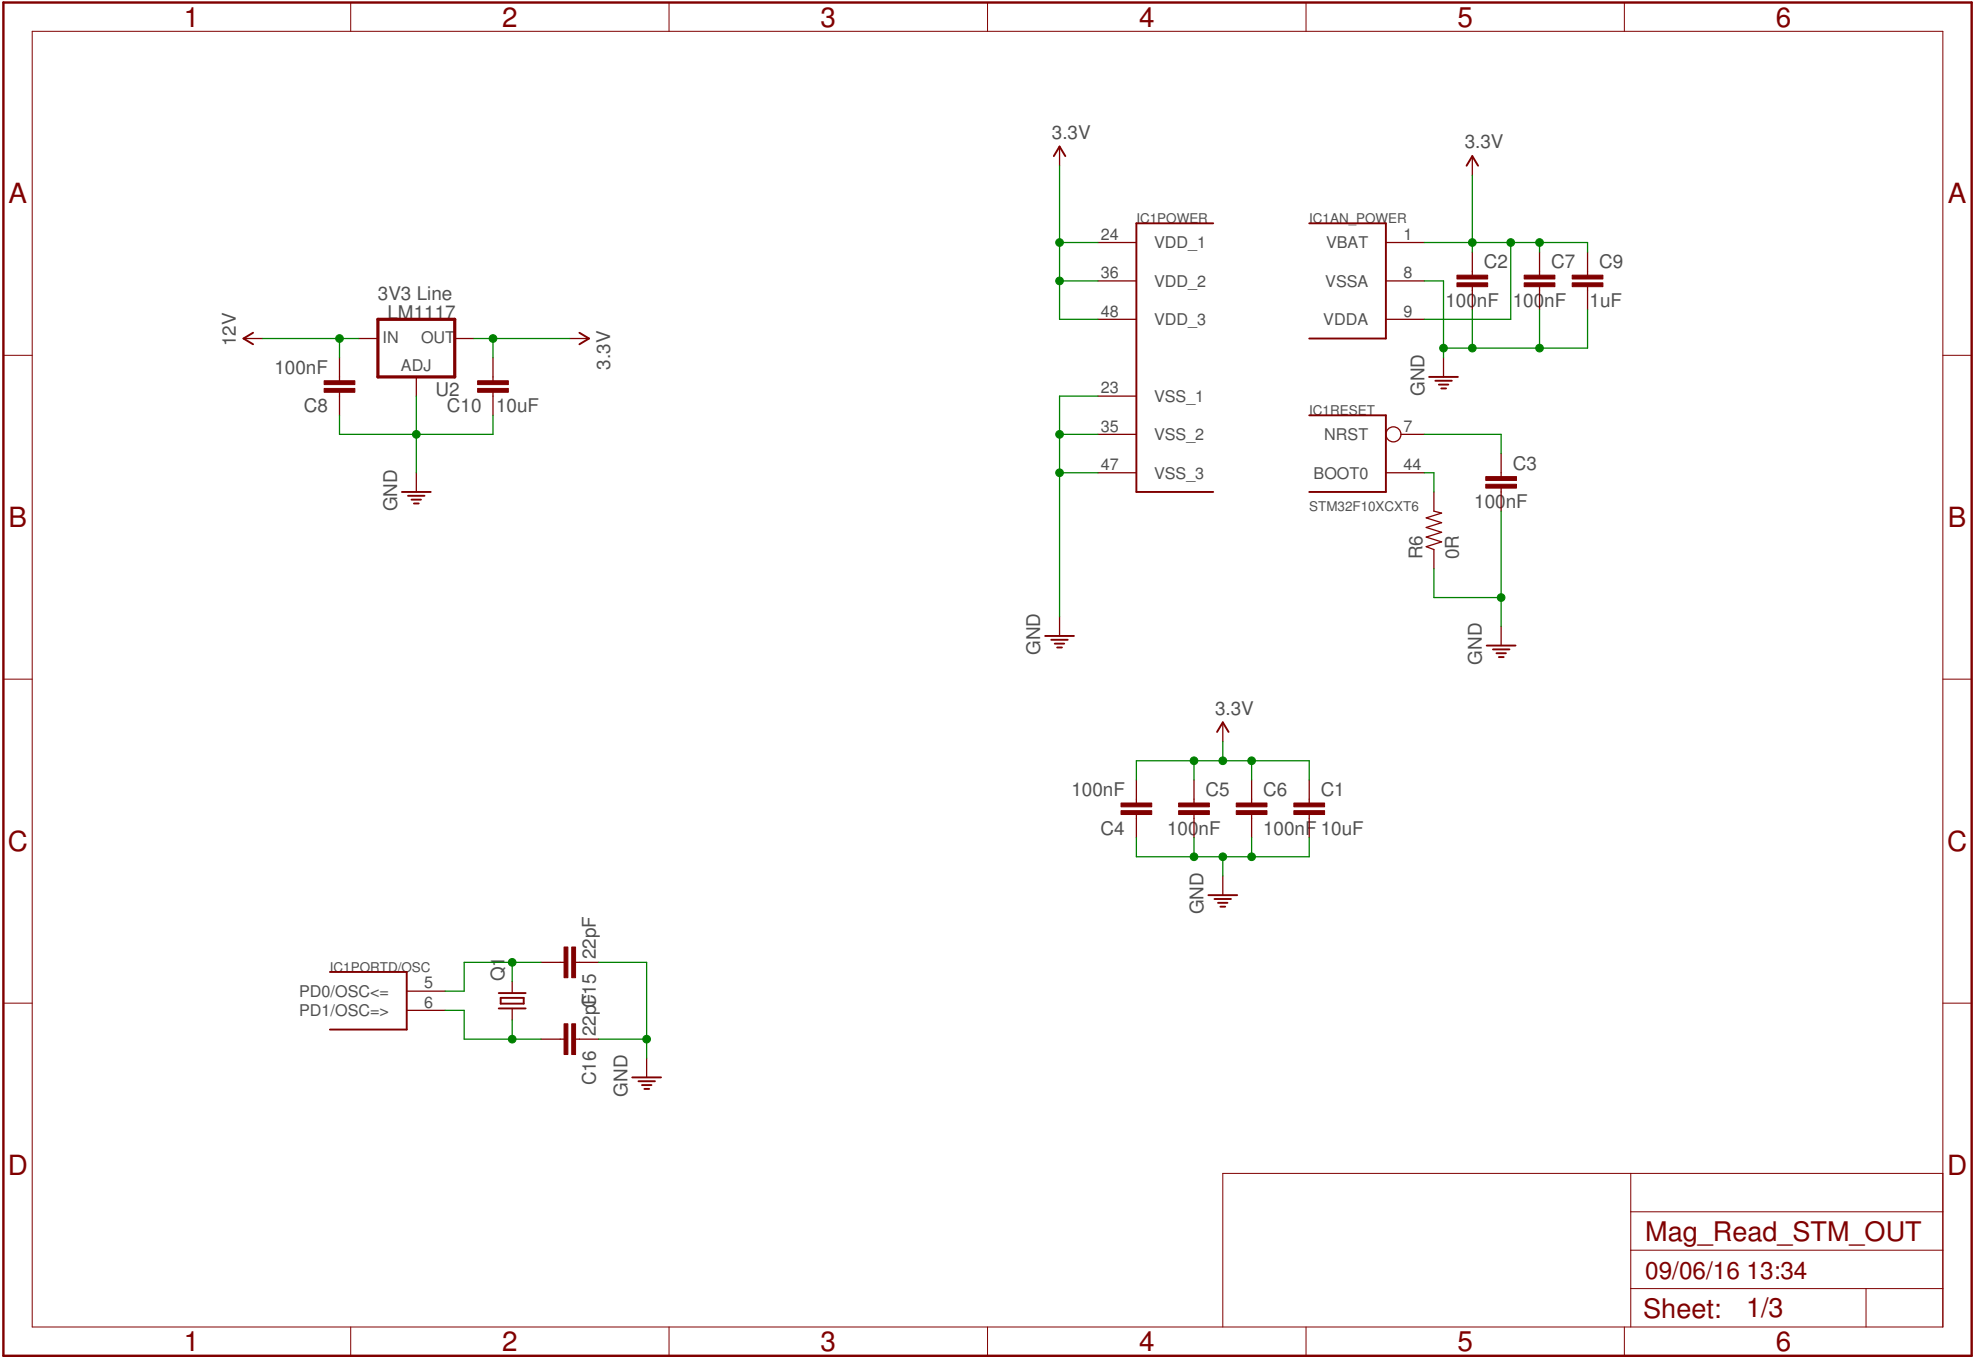 1 2 3 4 5 6
A A
B B
C C
D D
3V3 Line
LM1117
12V
IN OUT
ADJ
3.3V
100nF
C8
U2
C10 10uF
GND
3.3V
IC1POWER
24 VDD_1
36 VDD_2
48 VDD_3
23 VSS_1
35 VSS_2
47 VSS_3
GND
3.3V
IC1AN_POWER
VBAT 1
VSSA 8
VDDA 9
C2 C7 C9
100nF 100nF 1uF
GND
IC1RESET
NRST 7
BOOT0 44
STM32F10XCXT6
C3
100nF
R6
0R
GND
3.3V
100nF C5 C6 C1
C4 100nF 100nF 10uF
GND
IC1PORTD/OSC
PD0/OSC<= 5
PD1/OSC=> 6
Q1
22pF
C15
22pF
C16
GND
Mag_Read_STM_OUT
09/06/16 13:34
Sheet: 1/3
1 2 3 4 5 6